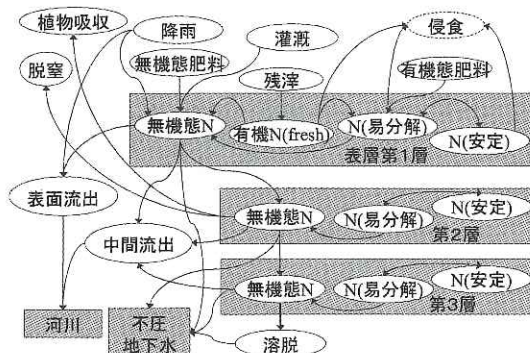 植物吸収
降雨
灌漑
侵食
脱窒
無機態肥料
残滓
有機態肥料
無機態N
有機N(fresh)
N(易分解)
N(安定)
表層第1層
表面流出
無機態N
N(易分解)
N(安定)
第2層
中間流出
無機態N
N(易分解)
N(安定)
第3層
河川
不圧
地下水
溶脱